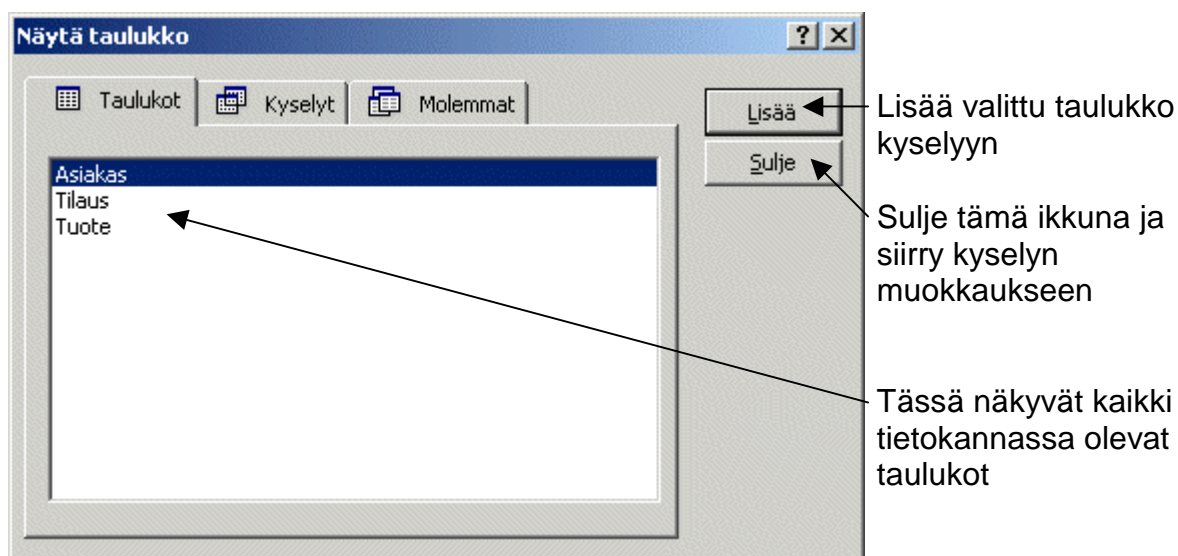 Näytä taulukko
Taulukot Kyselyt Molemmat
Asiakas
Tilaus
Tuote
Lisää
Sulje
Lisää valittu taulukko
kyselyyn
Sulje tämä ikkuna ja
siirry kyselyn
muokkaukseen
Tässä näkyvät kaikki
tietokannassa olevat
taulukot